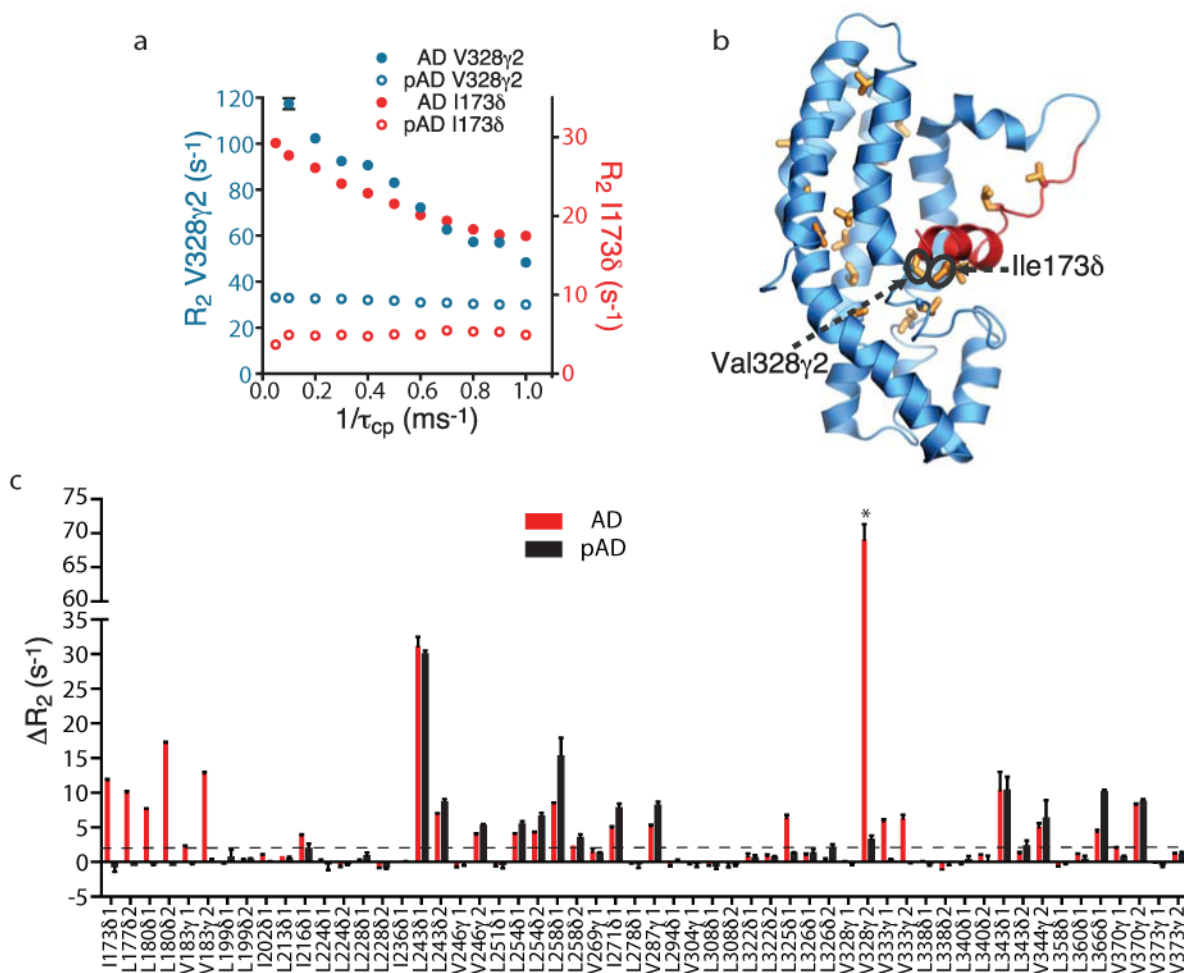 a
AD V328γ2
pAD V328γ2
AD I173δ
pAD I173δ
R2 V328γ2 (s-1)
120
100
80
60
40
20
0
0.0 0.2 0.4 0.6 0.8 1.0
1/τcp (ms-1)
30
20
10
0
R2 I173δ (s-1)
b
Ile173δ
Val328γ2
c
AD
pAD
*
ΔR2 (s-1)
75
70
65
60
35
30
25
20
15
10
5
0
-5
I173δ1
L177δ2
L180δ1
L180δ2
V183γ1
V183γ2
L199δ1
L199δ2
I202δ1
L213δ1
I216δ1
L224δ1
L224δ2
L228δ1
L228δ2
I236δ1
L243δ1
L243δ2
V246γ1
V246γ2
L251δ1
L254δ1
L254δ2
L258δ1
L258δ2
V269γ1
I271δ1
L278δ1
V287γ1
L294δ1
V304γ1
L308δ1
L308δ2
L322δ1
L322δ2
L325δ1
L326δ1
L326δ2
V328γ1
V328γ2
V333γ1
V333γ2
L338δ1
L338δ2
L340δ1
L340δ2
L343δ1
L343δ2
V344γ2
L358δ1
L360δ1
L366δ1
V370γ1
V370γ2
V373γ1
V373γ2